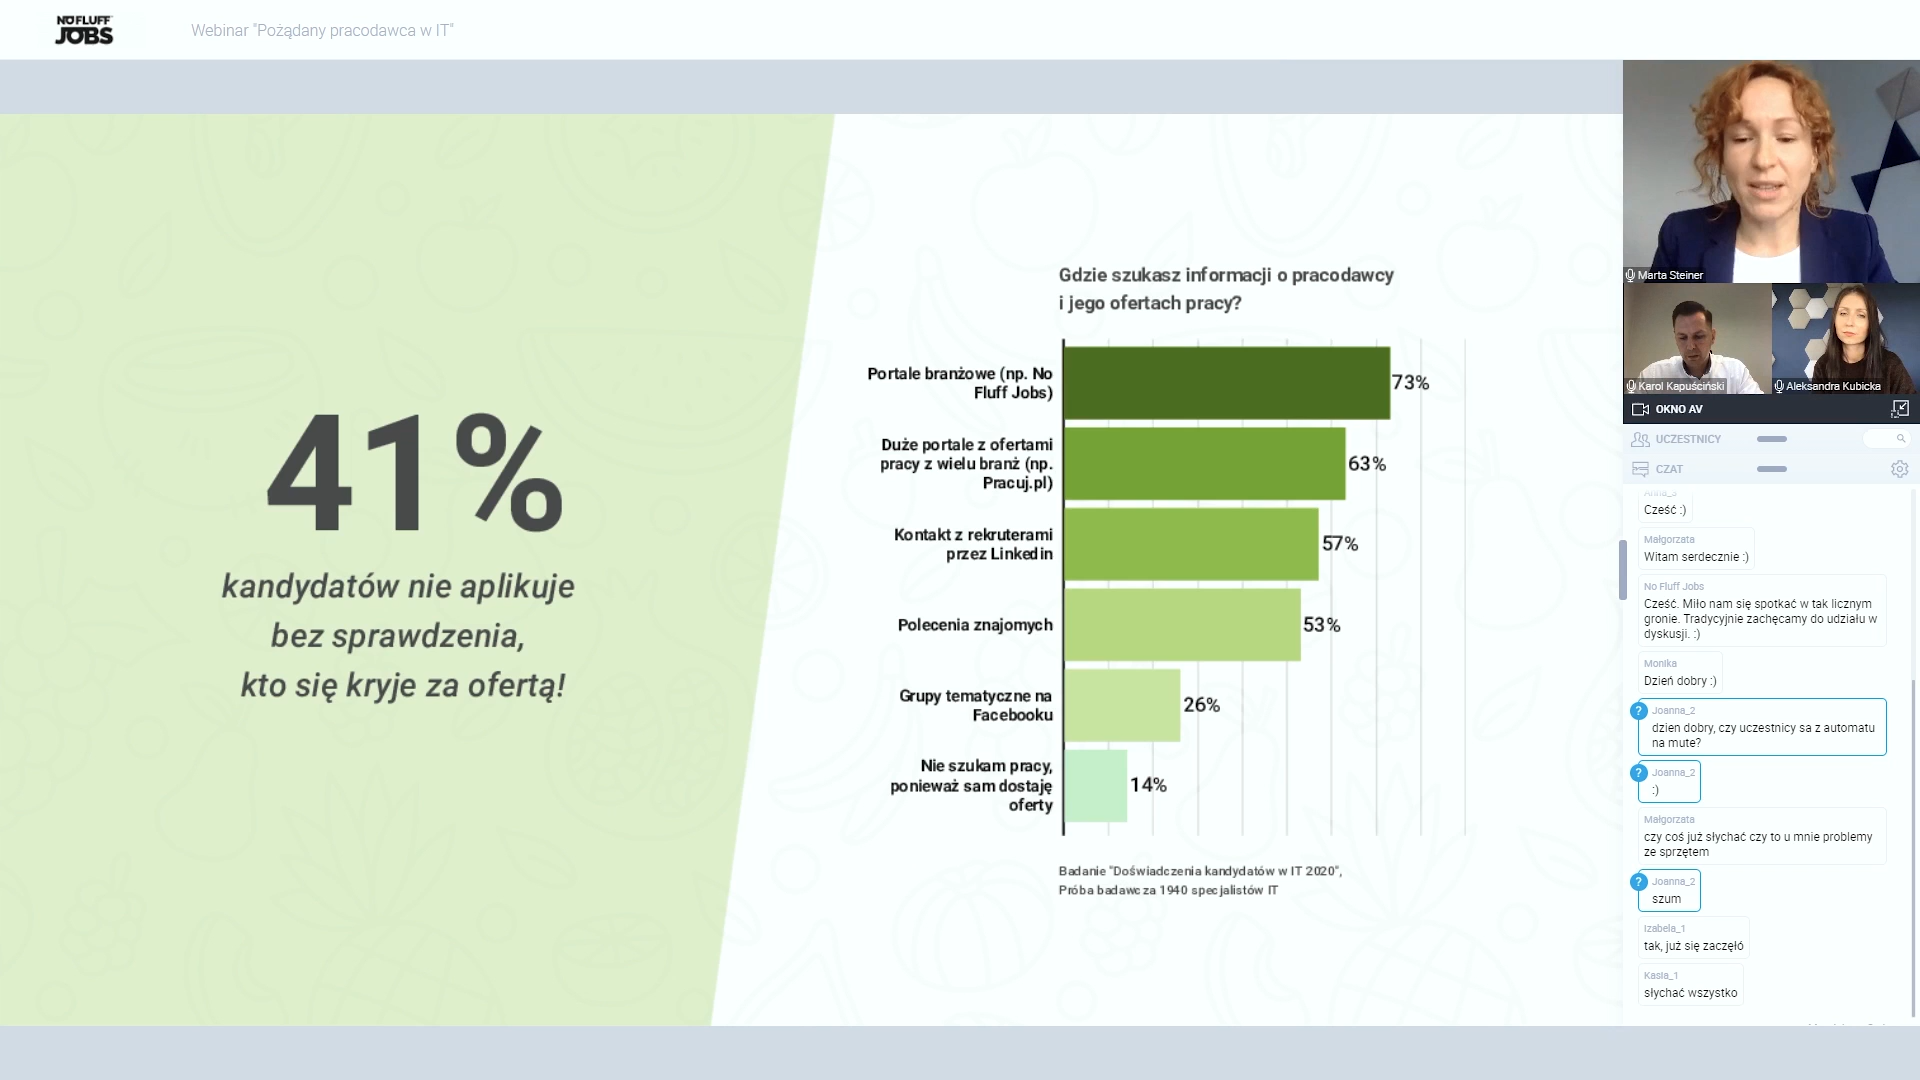 NO FLUFF
JOBS
Webinar "Pożądany pracodawca w IT"
41%
kandydatów nie aplikuje
bez sprawdzenia,
kto się kryje za ofertą!
Gdzie szukasz informacji o pracodawcy
i jego ofertach pracy?
Portale branżowe (np. No
Fluff Jobs)
73%
Duże portale z ofertami
pracy z wielu branż (np.
Pracuj.pl)
63%
Kontakt z rekruterami
przez Linkedin
57%
Polecenia znajomych
53%
Grupy tematyczne na
Facebooku
26%
Nie szukam pracy,
ponieważ sam dostaję
oferty
14%
Badanie "Doświadczenia kandydatów w IT 2020",
Próba badawcza 1940 specjalistów IT
Marta Steiner
Karol Kapuściński
Aleksandra Kubicka
OKNO AV
UCZESTNICY
CZAT
Anna_3
Cześć :)
Małgorzata
Witam serdecznie :)
No Fluff Jobs
Cześć. Miło nam się spotkać w tak licznym
gronie. Tradycyjnie zachęcamy do udziału w
dyskusji. :)
Monika
Dzień dobry :)
?
Joanna_2
dzien dobry, czy uczestnicy sa z automatu
na mute?
?
Joanna_2
:)
Małgorzata
czy coś już słychać czy to u mnie problemy
ze sprzętem
?
Joanna_2
szum
Izabela_1
tak, już się zaczęłó
Kasia_1
słychać wszystko